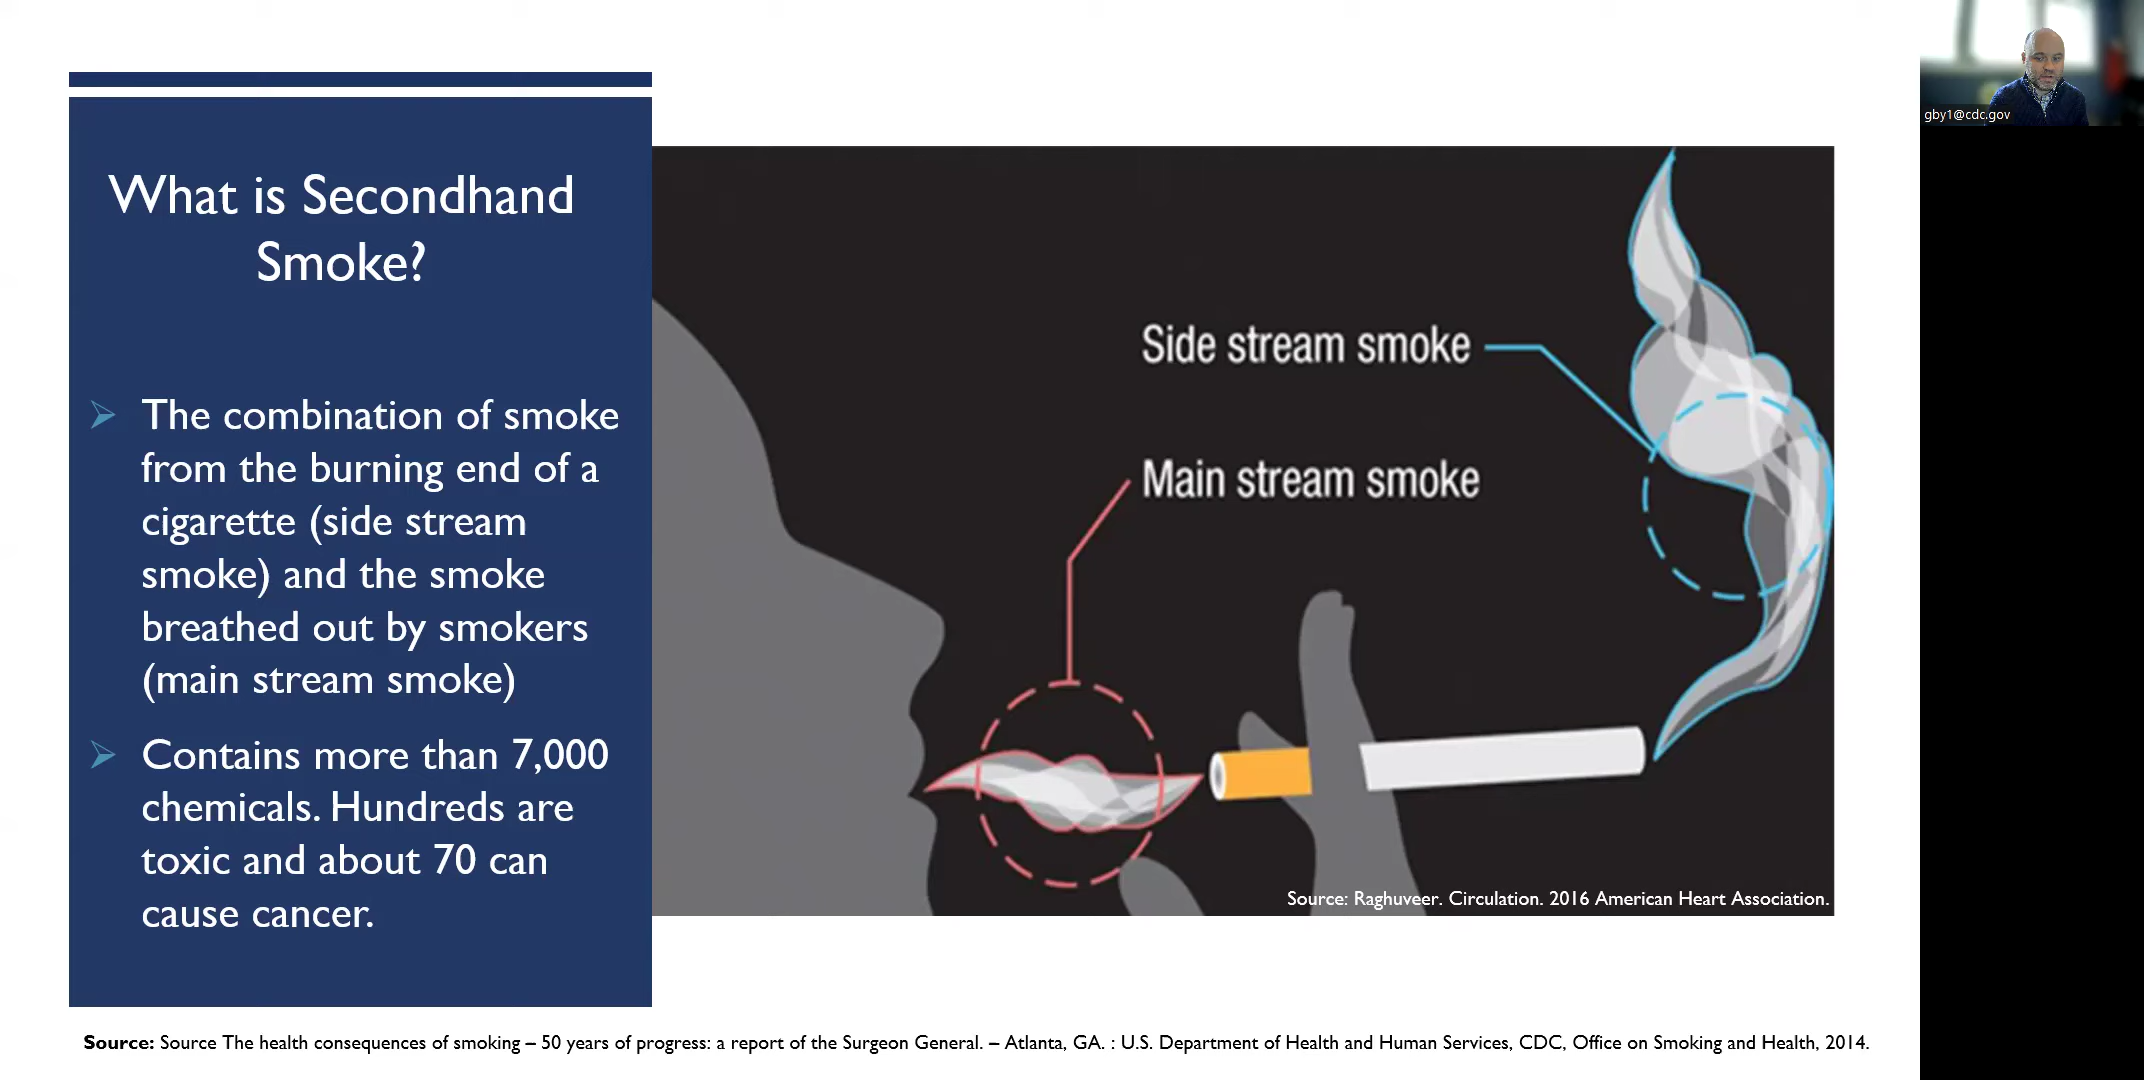 What is Secondhand
Smoke?
The combination of smoke
from the burning end of a
cigarette (side stream
smoke) and the smoke
breathed out by smokers
(main stream smoke)
Contains more than 7,000
chemicals. Hundreds are
toxic and about 70 can
cause cancer.
Side stream smoke
Main stream smoke
Source: Raghuveer. Circulation. 2016 American Heart Association.
Source: Source The health consequences of smoking – 50 years of progress: a report of the Surgeon General. – Atlanta, GA. : U.S. Department of Health and Human Services, CDC, Office on Smoking and Health, 2014.
gby1@cdc.gov